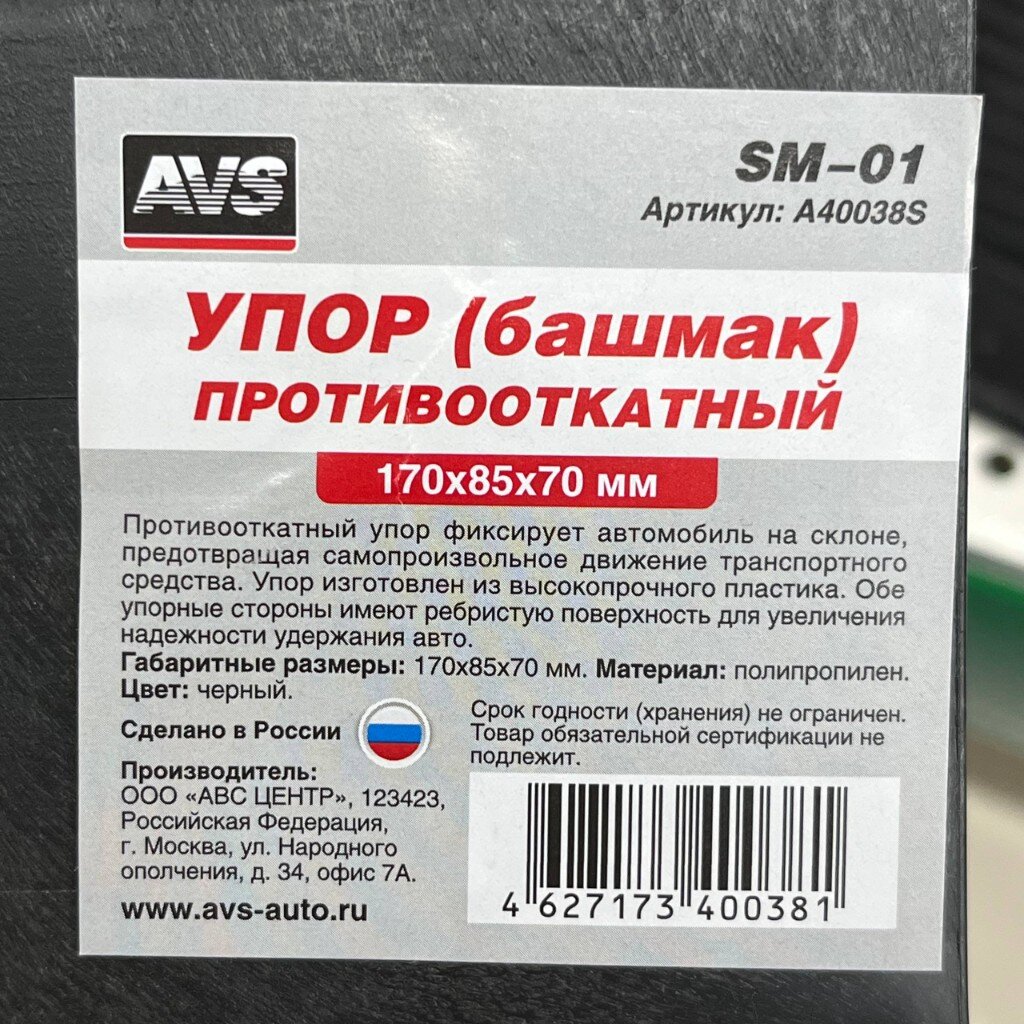 AVS
SM-01
Артикул: A40038S
УПОР (башмак)
ПРОТИВООТКАТНЫЙ
170х85х70 мм
Противооткатный упор фиксирует автомобиль на склоне,
предотвращая самопроизвольное движение транспортного
средства. Упор изготовлен из высокопрочного пластика. Обе
упорные стороны имеют ребристую поверхность для увеличения
надежности удержания авто.
Габаритные размеры: 170х85х70 мм. Материал: полипропилен.
Цвет: черный.
Сделано в России
Срок годности (хранения) не ограничен.
Товар обязательной сертификации не
подлежит.
Производитель:
ООО «АВС ЦЕНТР», 123423,
Российская Федерация,
г. Москва, ул. Народного
ополчения, д. 34, офис 7А.
www.avs-auto.ru
4 627173 400381